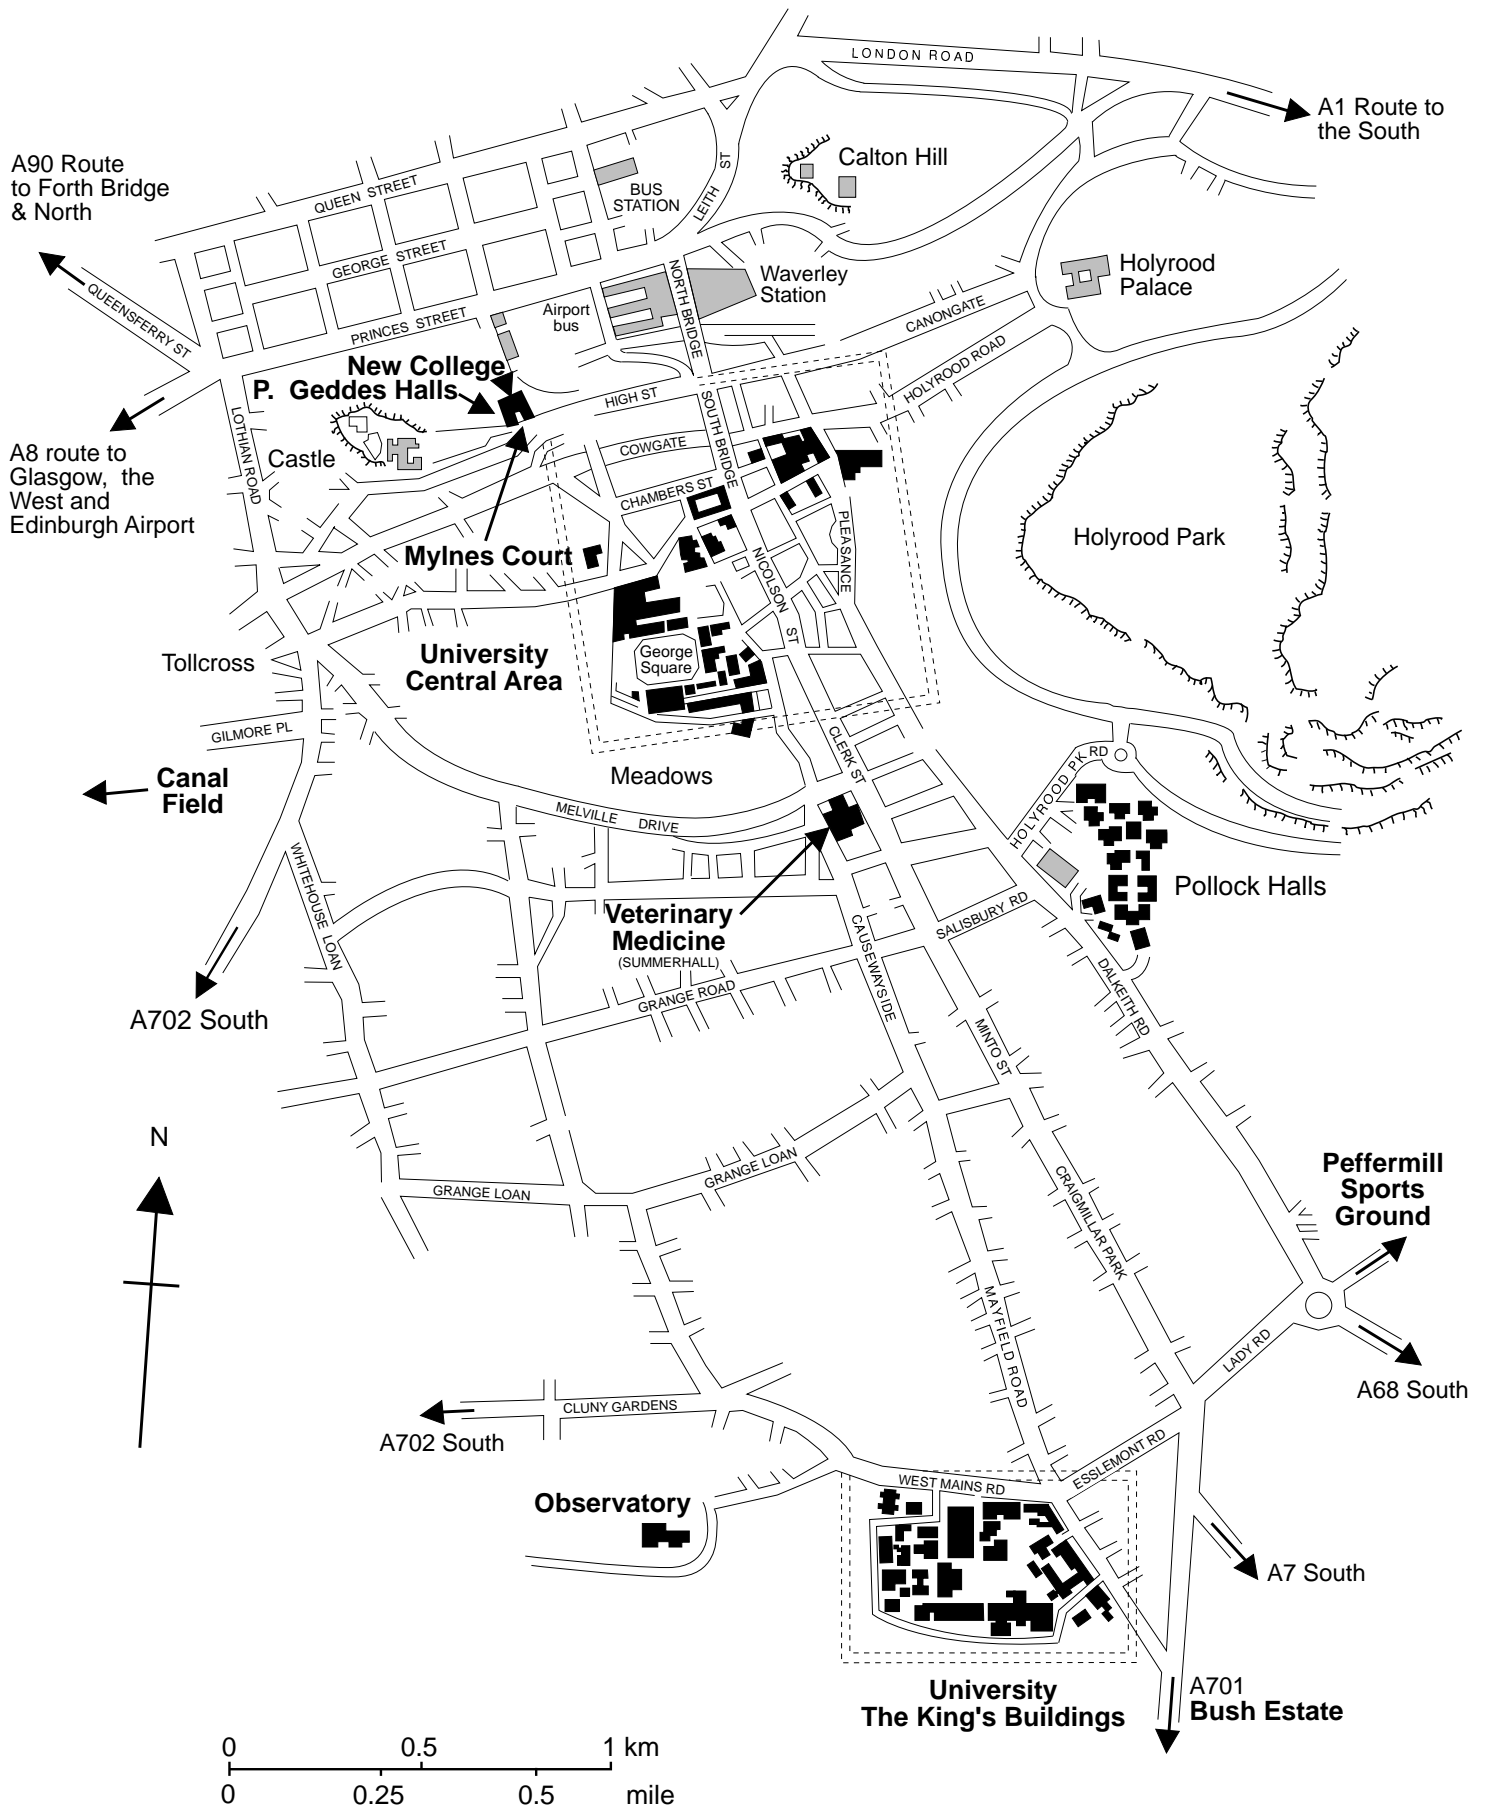 LONDON ROAD
A1 Route to
the South
A90 Route
to Forth Bridge
& North
Calton Hill
LEITH ST
BUS
STATION
QUEEN STREET
GEORGE STREET
PRINCES STREET
QUEENSFERRY ST
Airport
bus
NORTH BRIDGE
Waverley
Station
Holyrood
Palace
CANONGATE
HOLYROOD ROAD
New College
P. Geddes Halls
HIGH ST
COWGATE
SOUTH BRIDGE
CHAMBERS ST
LOTHIAN ROAD
Castle
A8 route to
Glasgow, the
West and
Edinburgh Airport
Mylnes Court
PLEASANCE
NICOLSON ST
Holyrood Park
University
Central Area
George
Square
Tollcross
GILMORE PL
Canal
Field
Meadows
CLERK ST
MELVILLE DRIVE
HOLYROOD PK RD
Pollock Halls
WHITEHOUSE LOAN
Veterinary
Medicine
(SUMMERHALL)
CAUSEWAYSIDE
SALISBURY RD
DALKEITH RD
GRANGE ROAD
A702 South
MINTO ST
N
GRANGE LOAN
GRANGE LOAN
CRAIGMILLAR PARK
Peffermill
Sports
Ground
MAYFIELD ROAD
LADY RD
A68 South
CLUNY GARDENS
A702 South
ESSLEMONT RD
WEST MAINS RD
Observatory
A7 South
University
The King's Buildings
A701
Bush Estate
0 0.5 1 km
0 0.25 0.5 mile